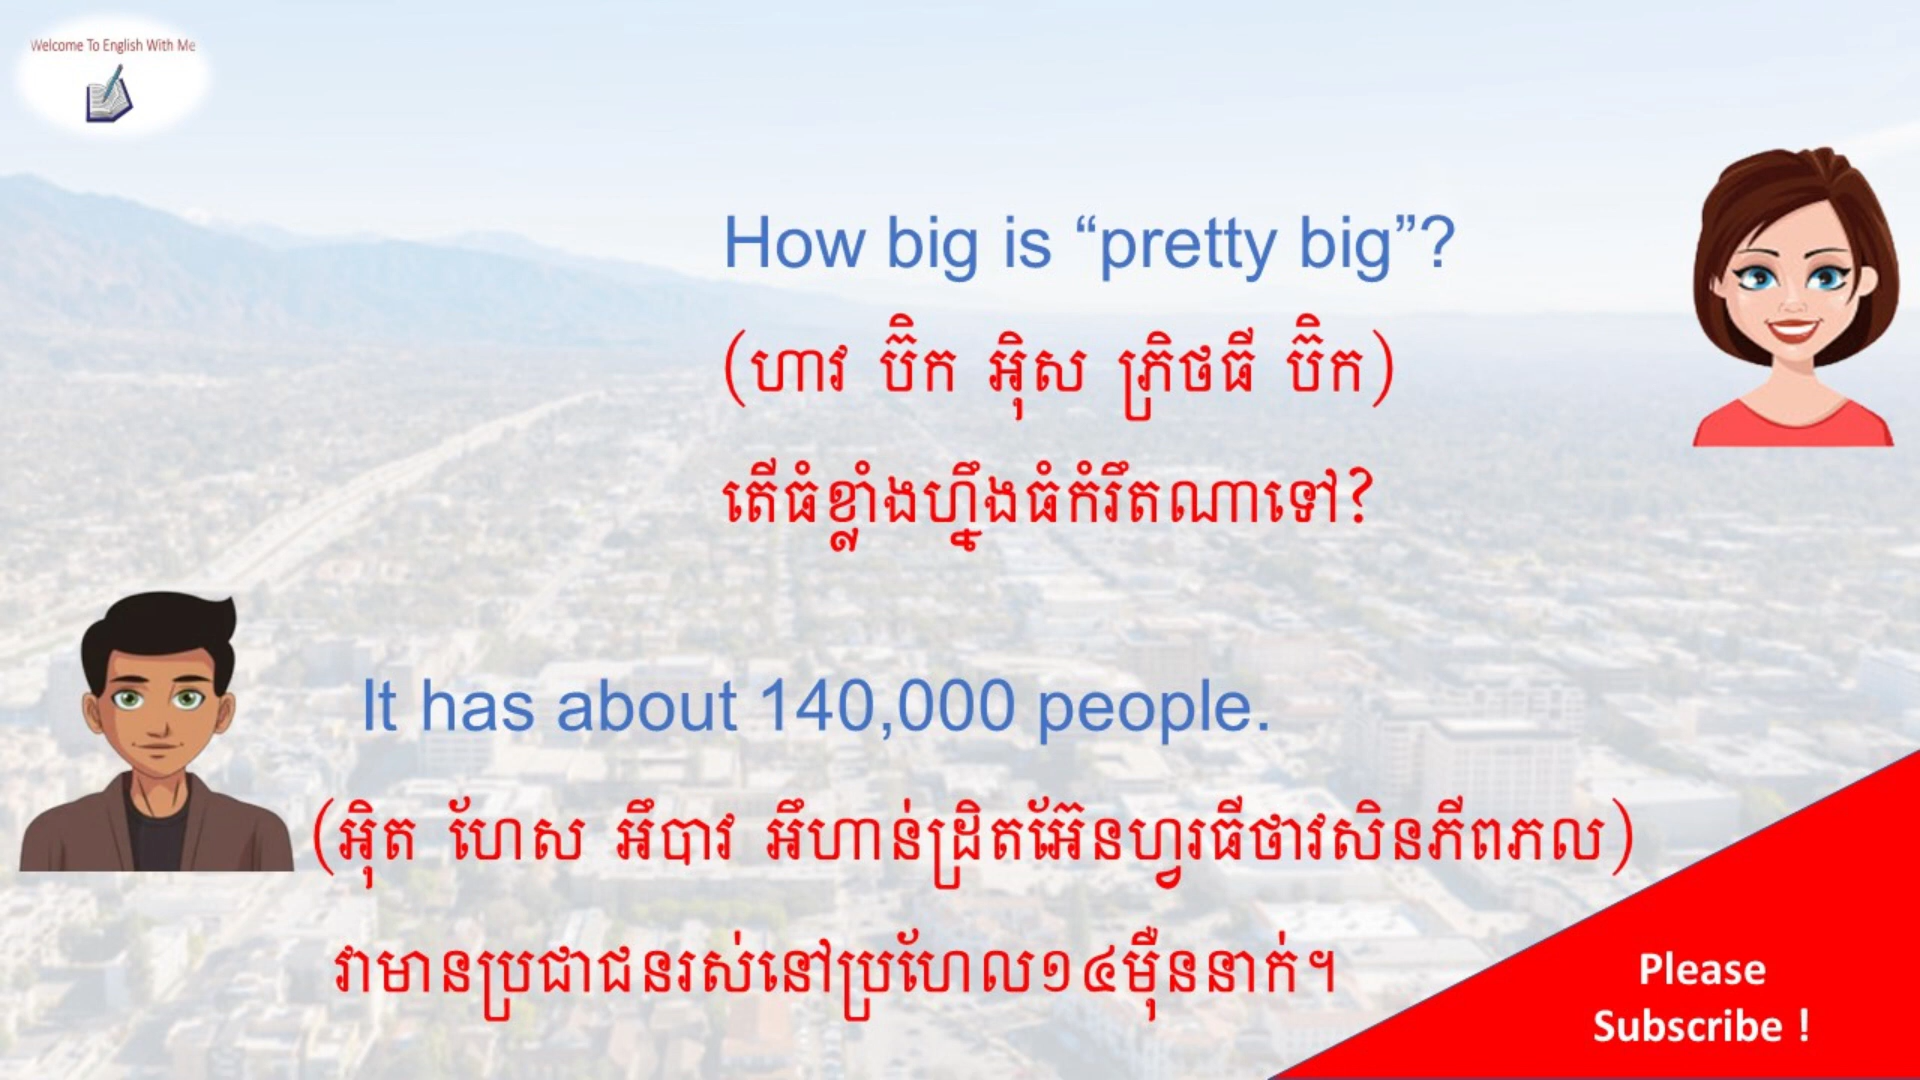 Welcome To English With Me
How big is “pretty big”?
(ហាវ ប៊ិក អ៊ិស ភ្រិថធី ប៊ិក)
តើធំខ្លាំងហ្នឹងធំកំរឹតណាទៅ?
It has about 140,000 people.
(អ៊ិត ហែស អឹបាវ អឹហាន់ដ្រិតអ៊ែនហ្វរធីថាវសិនភីពភល)
វាមានប្រជាជនរស់នៅប្រហែល១៤ម៉ឺននាក់។
Please
Subscribe !